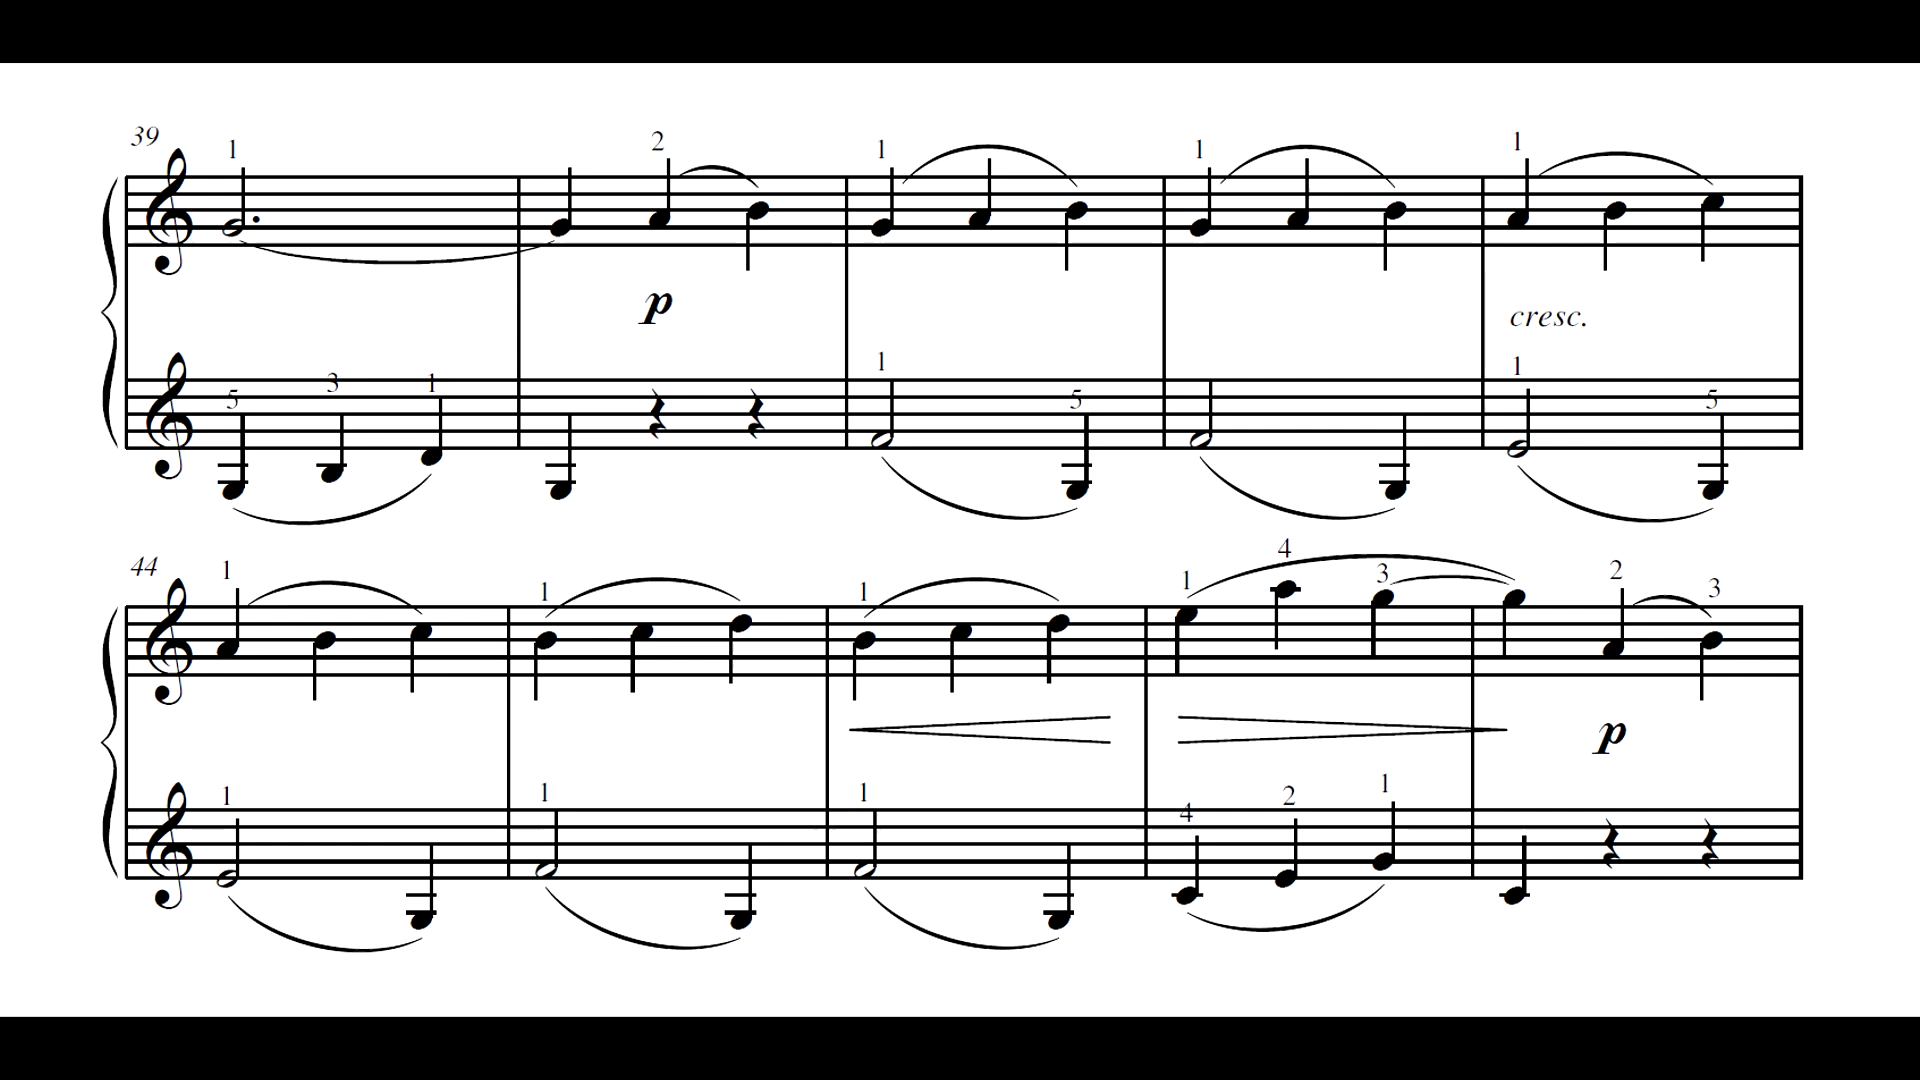 39
1 2 1 1 1
p
cresc.
1 1
5 3 1 5 5
44
1 1 1 1 4 3 2 3
p
1 1 1 4 2 1